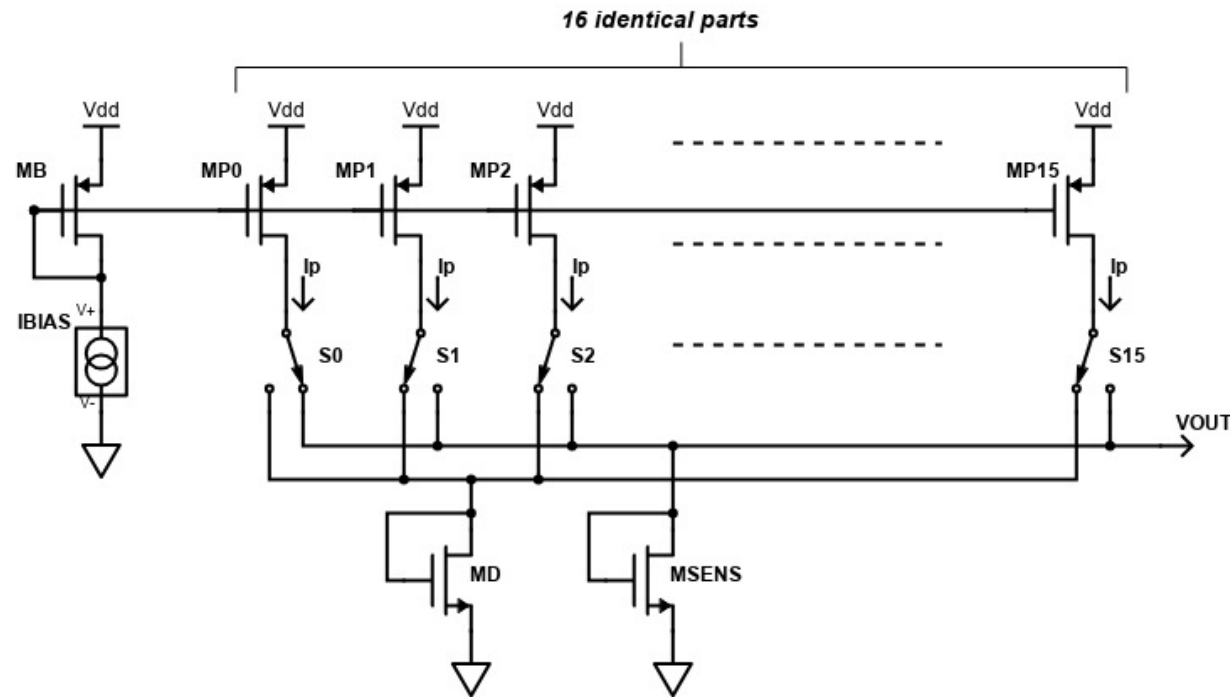 16 identical parts
Vdd Vdd Vdd Vdd Vdd
MB MP0 MP1 MP2 MP15
Ip Ip Ip Ip
V+
IBIAS
S0 S1 S2 S15
V-
VOUT
MD MSENS